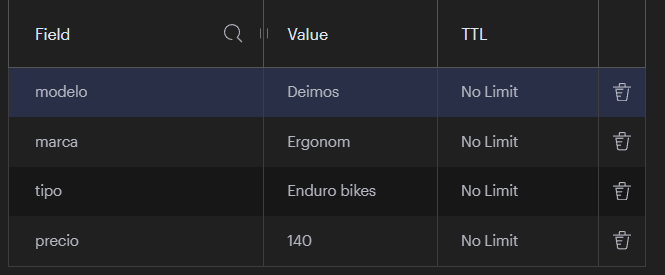 Field Value TTL
modelo Deimos No Limit
marca Ergonom No Limit
tipo Enduro bikes No Limit
precio 140 No Limit